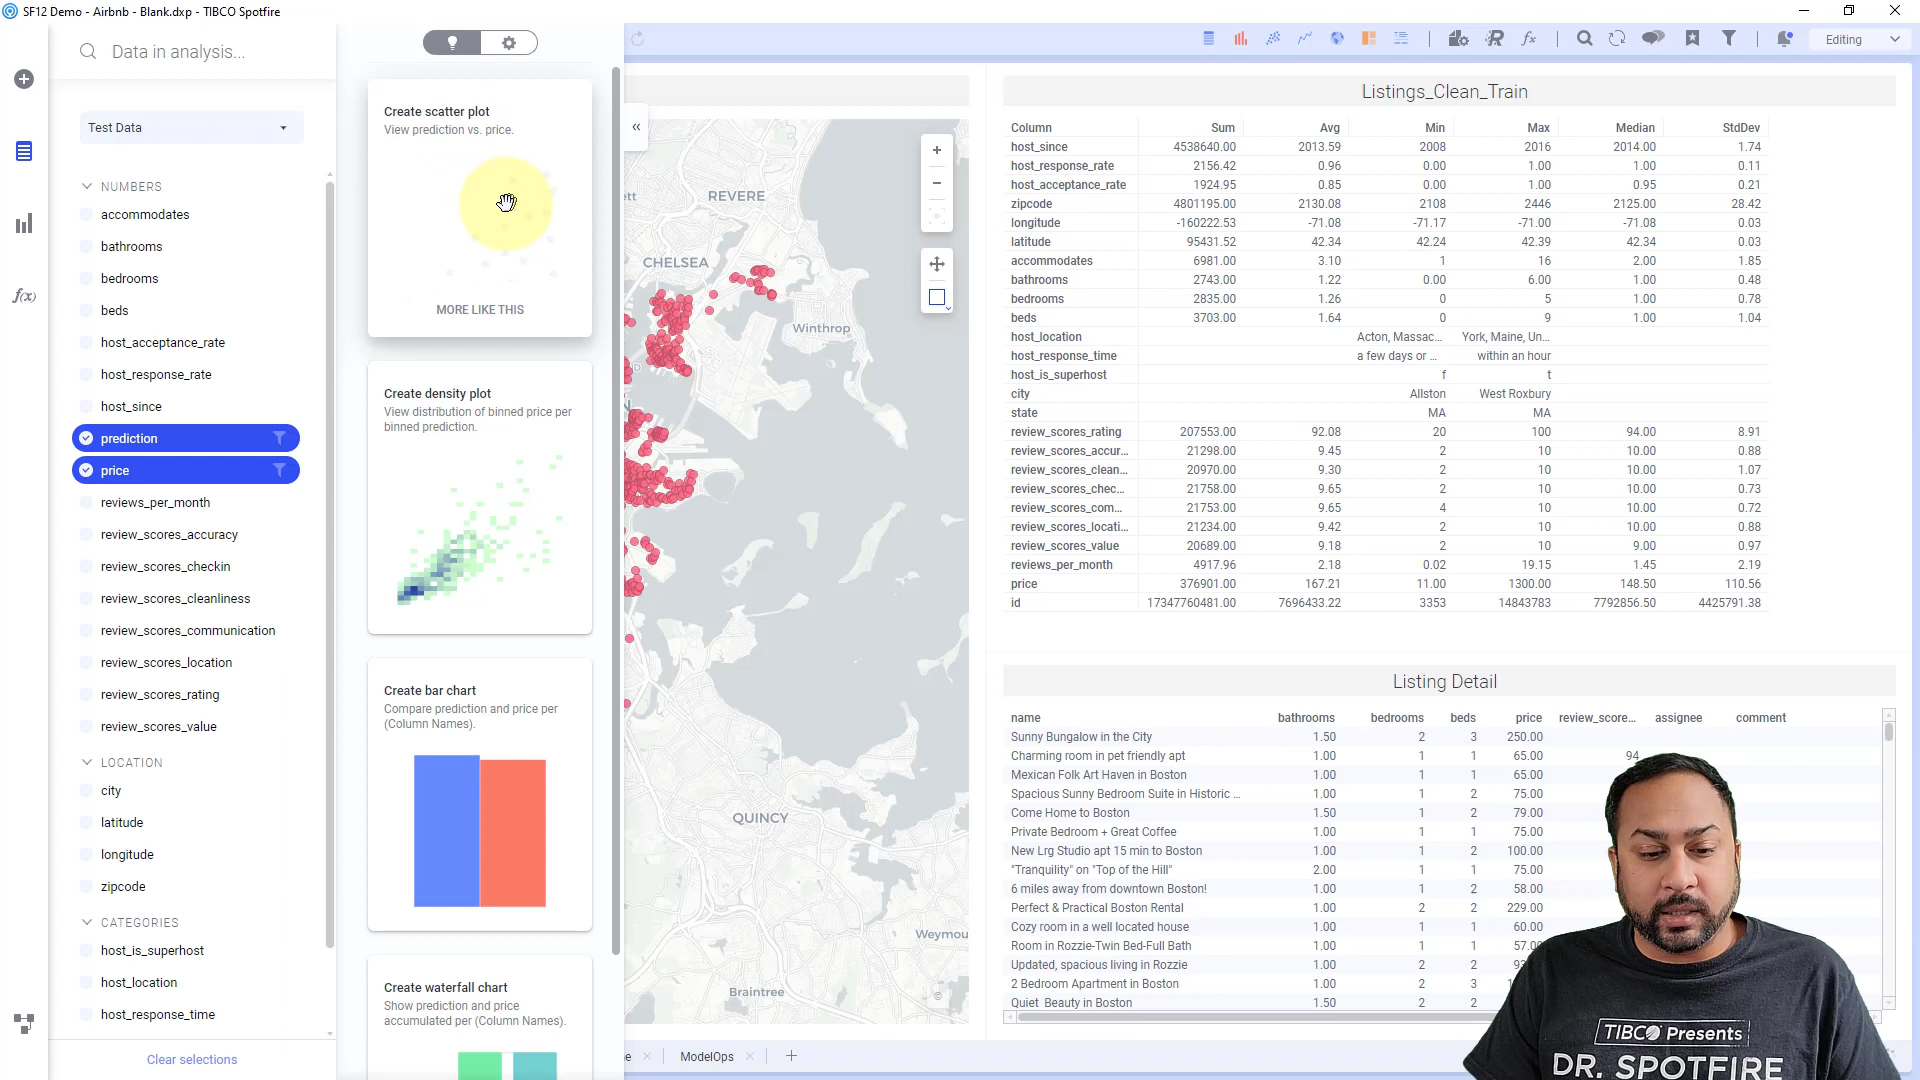 SF12 Demo - Airbnb - Blank.dxp - TIBCO Spotfire
Data in analysis...
Editing
Test Data
NUMBERS
accommodates
bathrooms
bedrooms
beds
host_acceptance_rate
host_response_rate
host_since
prediction
price
reviews_per_month
review_scores_accuracy
review_scores_checkin
review_scores_cleanliness
review_scores_communication
review_scores_location
review_scores_rating
review_scores_value
LOCATION
city
latitude
longitude
zipcode
CATEGORIES
host_is_superhost
host_location
host_response_time
Clear selections
f(x)
Create scatter plot
View prediction vs. price.
MORE LIKE THIS
Create density plot
View distribution of binned price per
binned prediction.
Create bar chart
Compare prediction and price per
(Column Names).
Create waterfall chart
Show prediction and price
accumulated per (Column Names).
REVERE
CHELSEA
Winthrop
QUINCY
Weymou
Braintree
ModelOps
Listings_Clean_Train
Column Sum Avg Min Max Median StdDev
host_since 4538640.00 2013.59 2008 2016 2014.00 1.74
host_response_rate 2156.42 0.96 0.00 1.00 1.00 0.11
host_acceptance_rate 1924.95 0.85 0.00 1.00 0.95 0.21
zipcode 4801195.00 2130.08 2108 2446 2125.00 28.42
longitude -160222.53 -71.08 -71.17 -71.00 -71.08 0.03
latitude 95431.52 42.34 42.24 42.39 42.34 0.03
accommodates 6981.00 3.10 1 16 2.00 1.85
bathrooms 2743.00 1.22 0.00 6.00 1.00 0.48
bedrooms 2835.00 1.26 0 5 1.00 0.78
beds 3703.00 1.64 0 9 1.00 1.04
host_location Acton, Massac... York, Maine, Un...
host_response_time a few days or ... within an hour
host_is_superhost f t
city Allston West Roxbury
state MA MA
review_scores_rating 207553.00 92.08 20 100 94.00 8.91
review_scores_accur... 21298.00 9.45 2 10 10.00 0.88
review_scores_clean... 20970.00 9.30 2 10 10.00 1.07
review_scores_chec... 21758.00 9.65 2 10 10.00 0.73
review_scores_com... 21753.00 9.65 4 10 10.00 0.72
review_scores_locati... 21234.00 9.42 2 10 10.00 0.88
review_scores_value 20689.00 9.18 2 10 9.00 0.97
reviews_per_month 4917.96 2.18 0.02 19.15 1.45 2.19
price 376901.00 167.21 11.00 1300.00 148.50 110.56
id 17347760481.00 7696433.22 3353 14843783 7792856.50 4425791.38
Listing Detail
name bathrooms bedrooms beds price review_score... assignee comment
Sunny Bungalow in the City 1.50 2 3 250.00
Charming room in pet friendly apt 1.00 1 1 65.00 94
Mexican Folk Art Haven in Boston 1.00 1 1 65.00
Spacious Sunny Bedroom Suite in Historic ... 1.00 1 2 75.00
Come Home to Boston 1.50 1 2 79.00
Private Bedroom + Great Coffee 1.00 1 1 75.00
New Lrg Studio apt 15 min to Boston 1.00 1 2 100.00
"Tranquility" on "Top of the Hill" 2.00 1 1 75.00
6 miles away from downtown Boston! 1.00 1 2 58.00
Perfect & Practical Boston Rental 1.00 2 2 229.00
Cozy room in a well located house 1.00 1 1 60.00
Room in Rozzie-Twin Bed-Full Bath 1.00 1 1 57.00
Updated, spacious living in Rozzie 1.00 2 2
2 Bedroom Apartment in Boston 1.00 2 3
Quiet Beauty in Boston 1.50 2 2
TIBCO Presents
DR. SPOTFIRE